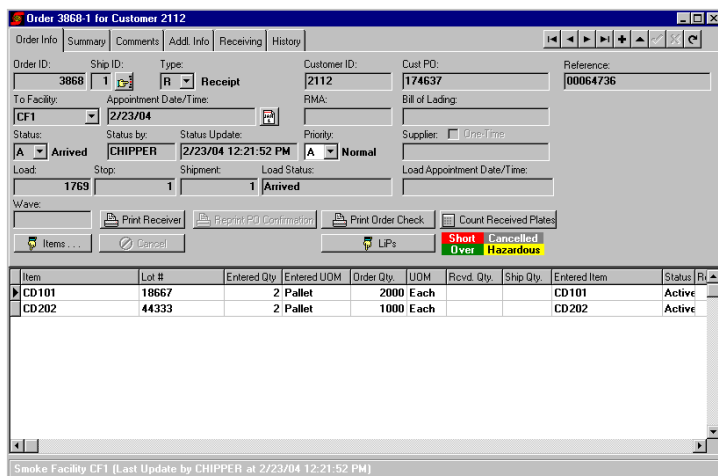 Order 3868-1 for Customer 2112
Order Info Summary Comments Addl. Info Receiving History
Order ID: Ship ID: Type: Customer ID: Cust PO: Reference:
3868 1 R Receipt 2112 174637 00064736
To Facility: Appointment Date/Time: RMA: Bill of Lading:
CF1 2/23/04
Status: Status by: Status Update: Priority: Supplier: One-Time
A Arrived CHIPPER 2/23/04 12:21:52 PM A Normal
Load: Stop: Shipment: Load Status: Load Appointment Date/Time:
1769 1 1 Arrived
Wave:
Print Receiver Reprint PO Confirmation Print Order Check Count Received Plates
Items . . . Cancel LiPs Short Cancelled
Over Hazardous
Item Lot # Entered Qty Entered UOM Order Qty. UOM Rcvd. Qty. Ship Qty. Entered Item Status
CD101 18667 2 Pallet 2000 Each CD101 Active
CD202 44333 2 Pallet 1000 Each CD202 Active
Smoke Facility CF1 (Last Update by CHIPPER at 2/23/04 12:21:52 PM)